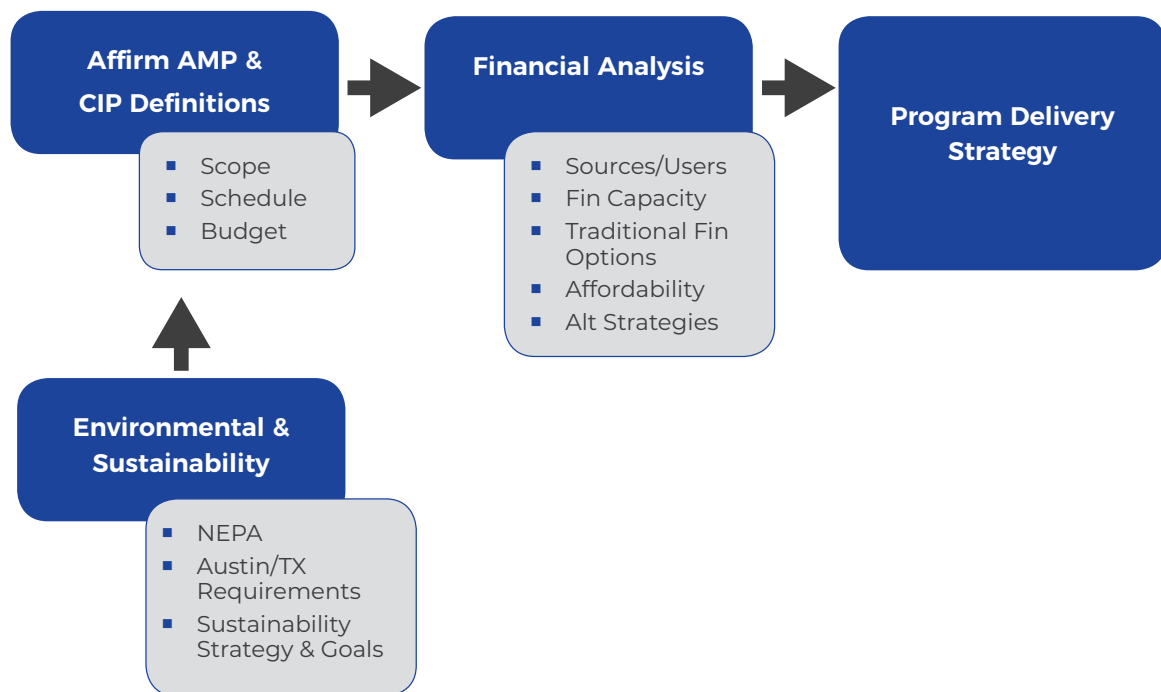 Affirm AMP &
CIP Definitions
▪ Scope
▪ Schedule
▪ Budget
Financial Analysis
▪ Sources/Users
▪ Fin Capacity
▪ Traditional Fin
Options
▪ Affordability
▪ Alt Strategies
Program Delivery
Strategy
Environmental &
Sustainability
▪ NEPA
▪ Austin/TX
Requirements
▪ Sustainability
Strategy & Goals